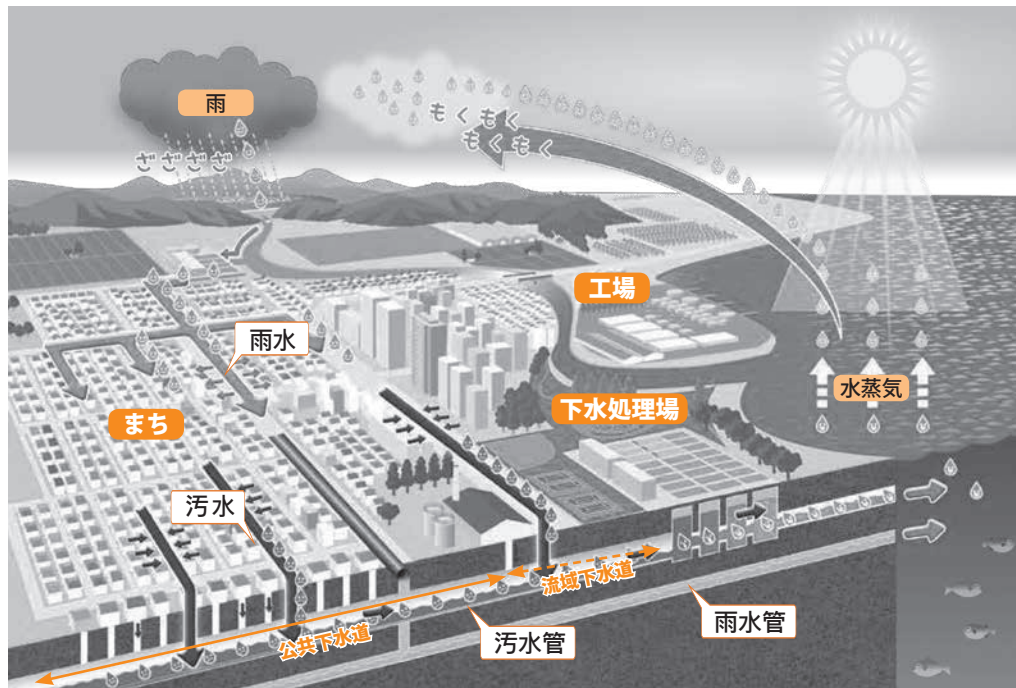 雨
もくもく
もくもく
ざざざざ
工場
雨水
水蒸気
下水処理場
まち
汚水
流域下水道
公共下水道
汚水管
雨水管